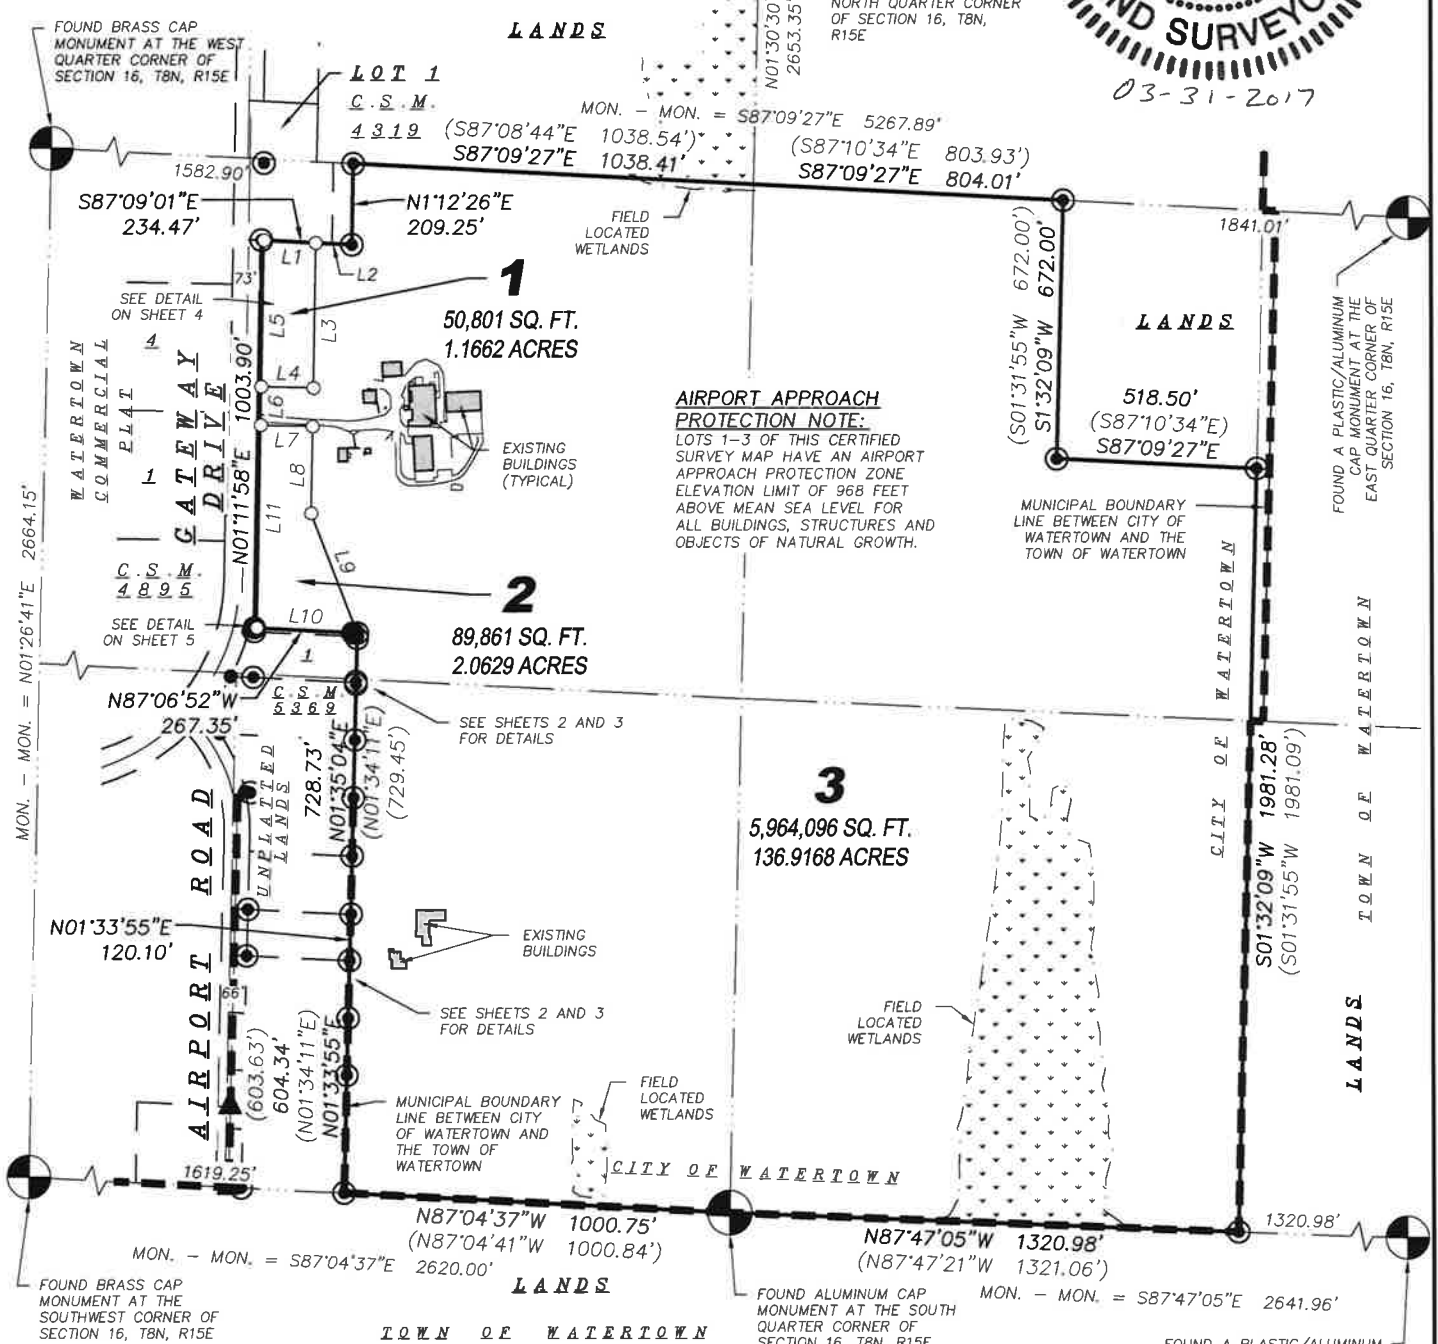 FOUND BRASS CAP
MONUMENT AT THE WEST
QUARTER CORNER OF
SECTION 16, T8N, R15E
LANDS
N01°30'30
2653.35'
NORTH QUARTER CORNER
OF SECTION 16, T8N,
R15E
ND SURVEYO
03-31-2017
LOT 1
C.S.M.
4319
MON. - MON. = S87°09'27"E 5267.89'
(S87°08'44"E 1038.54')
S87°09'27"E 1038.41'
(S87°10'34"E 803.93')
S87°09'27"E 804.01'
1582.90'
S87°09'01"E
234.47'
N1°12'26"E
209.25'
FIELD
LOCATED
WETLANDS
1841.01'
L1
L2
73'
SEE DETAIL
ON SHEET 4
1
50,801 SQ. FT.
1.1662 ACRES
L5
L3
L4
L6
L7
L8
L11
L9
L10
(S01°31'55"W 672.00')
S1°32'09"W 672.00'
LANDS
518.50'
(S87°10'34"E)
S87°09'27"E
FOUND A PLASTIC/ALUMINUM
CAP MONUMENT AT THE
EAST QUARTER CORNER OF
SECTION 16, T8N, R15E
WATERTOWN
COMMERCIAL
PLAT
4
1
GATEWAY
DRIVE
N01°11'58"E 1003.90'
EXISTING
BUILDINGS
(TYPICAL)
AIRPORT APPROACH
PROTECTION NOTE:
LOTS 1-3 OF THIS CERTIFIED
SURVEY MAP HAVE AN AIRPORT
APPROACH PROTECTION ZONE
ELEVATION LIMIT OF 968 FEET
ABOVE MEAN SEA LEVEL FOR
ALL BUILDINGS, STRUCTURES AND
OBJECTS OF NATURAL GROWTH.
MUNICIPAL BOUNDARY
LINE BETWEEN CITY OF
WATERTOWN AND THE
TOWN OF WATERTOWN
MON. - MON. = N01°26'41"E 2664.15'
C.S.M.
4895
SEE DETAIL
ON SHEET 5
2
89,861 SQ. FT.
2.0629 ACRES
1
C.S.M.
5369
N87°06'52"W
267.35'
SEE SHEETS 2 AND 3
FOR DETAILS
CITY OF WATERTOWN
TOWN OF WATERTOWN
UNPLATTED
LANDS
728.73'
N01°35'04"E
(N01°34'11"E)
(729.45')
3
5,964,096 SQ. FT.
136.9168 ACRES
S01°32'09"W 1981.28'
(S01°31'55"W 1981.09')
AIRPORT ROAD
N01°33'55"E
120.10'
EXISTING
BUILDINGS
66'
SEE SHEETS 2 AND 3
FOR DETAILS
FIELD
LOCATED
WETLANDS
LANDS
(603.63')
604.34'
(N01°34'11"E)
N01°33'55"E
MUNICIPAL BOUNDARY
LINE BETWEEN CITY
OF WATERTOWN AND
THE TOWN OF
WATERTOWN
FIELD
LOCATED
WETLANDS
CITY OF WATERTOWN
1619.25'
N87°04'37"W 1000.75'
(N87°04'41"W 1000.84')
N87°47'05"W 1320.98'
(N87°47'21"W 1321.06')
1320.98'
MON. - MON. = S87°04'37"E 2620.00'
MON. - MON. = S87°47'05"E 2641.96'
FOUND BRASS CAP
MONUMENT AT THE
SOUTHWEST CORNER OF
SECTION 16, T8N, R15E
LANDS
TOWN OF WATERTOWN
FOUND ALUMINUM CAP
MONUMENT AT THE SOUTH
QUARTER CORNER OF
SECTION 16, T8N, R15E
FOUND A PLASTIC/ALUMINUM